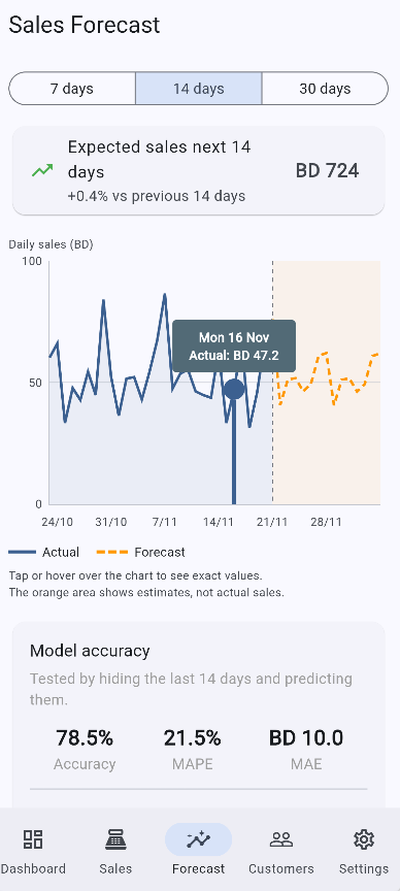 Sales Forecast
7 days
14 days
30 days
Expected sales next 14
days
BD 724
+0.4% vs previous 14 days
Daily sales (BD)
100
Mon 16 Nov
Actual: BD 47.2
50
0
24/10
31/10
7/11
14/11
21/11
28/11
Actual
Forecast
Tap or hover over the chart to see exact values.
The orange area shows estimates, not actual sales.
Model accuracy
Tested by hiding the last 14 days and predicting
them.
78.5%
21.5%
BD 10.0
Accuracy
MAPE
MAE
Dashboard
Sales
Forecast
Customers
Settings